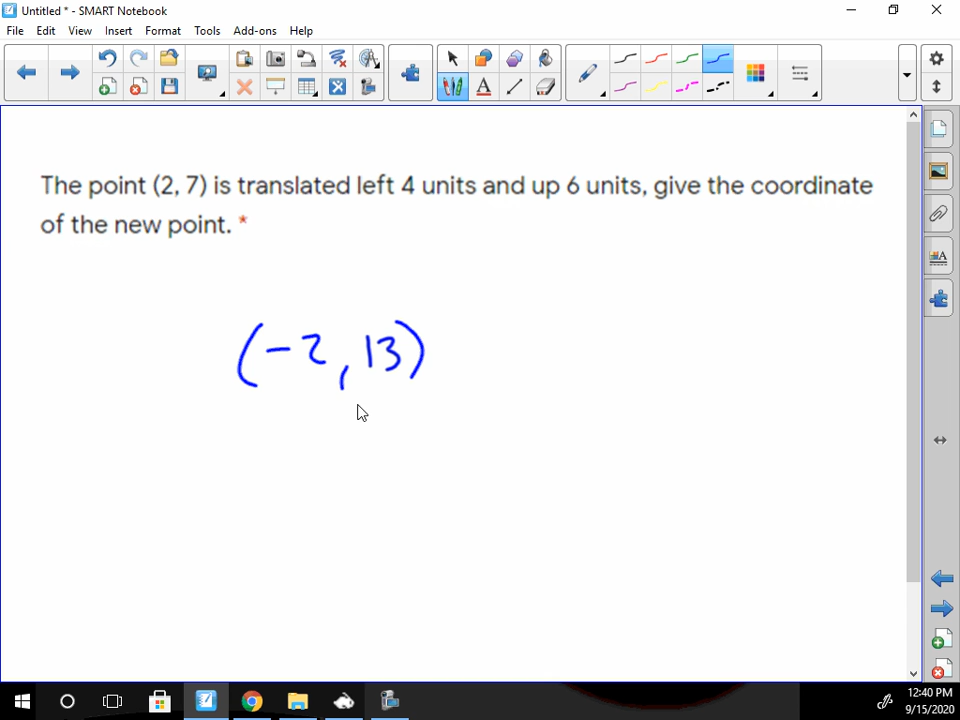 Untitled * - SMART Notebook
File Edit View Insert Format Tools Add-ons Help
The point (2, 7) is translated left 4 units and up 6 units, give the coordinate
of the new point. *
(-2, 13)
12:40 PM
9/15/2020